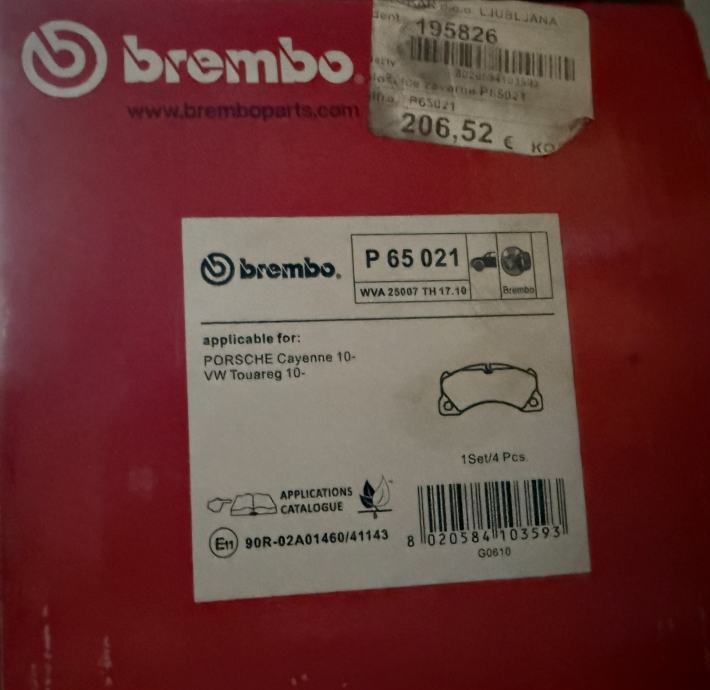 brembo.
www.bremboparts.com
d.o.o. LJUBLJANA
dent 195826
P65021
P65021
206,52 €
brembo.
P 65 021
WVA 25007 TH 17.10
Brembo
applicable for:
PORSCHE Cayenne 10-
VW Touareg 10-
1Set/4 Pcs.
APPLICATIONS
CATALOGUE
E11 90R-02A01460/41143
8 020584 103593
G0610